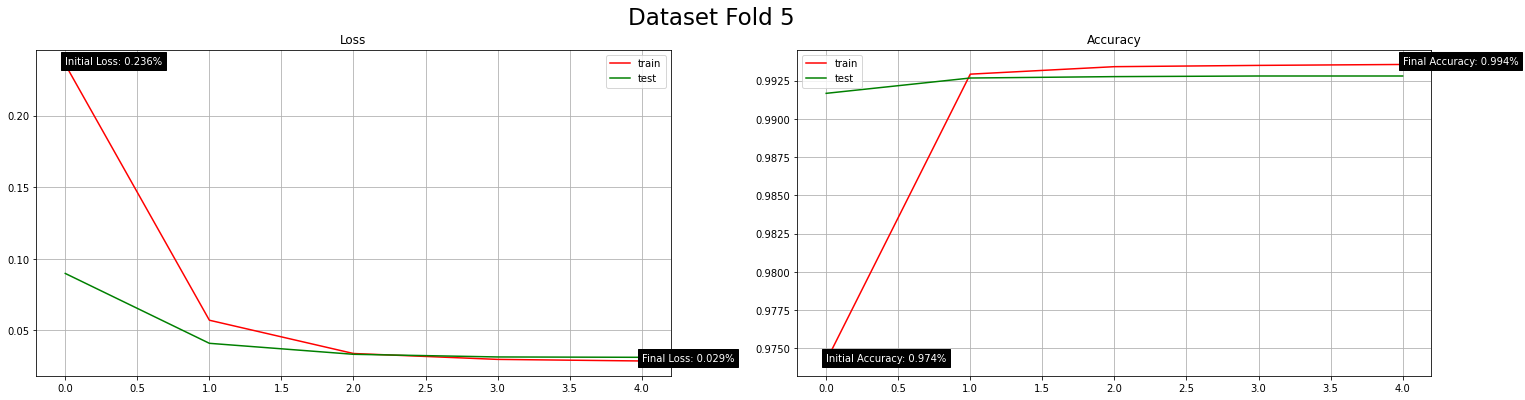 Dataset Fold 5
Loss
Initial Loss: 0.236%
train
test
0.20
0.15
0.10
0.05
Final Loss: 0.029%
0.0 0.5 1.0 1.5 2.0 2.5 3.0 3.5 4.0
Accuracy
train
test
Final Accuracy: 0.994%
0.9925
0.9900
0.9875
0.9850
0.9825
0.9800
0.9775
0.9750
Initial Accuracy: 0.974%
0.0 0.5 1.0 1.5 2.0 2.5 3.0 3.5 4.0